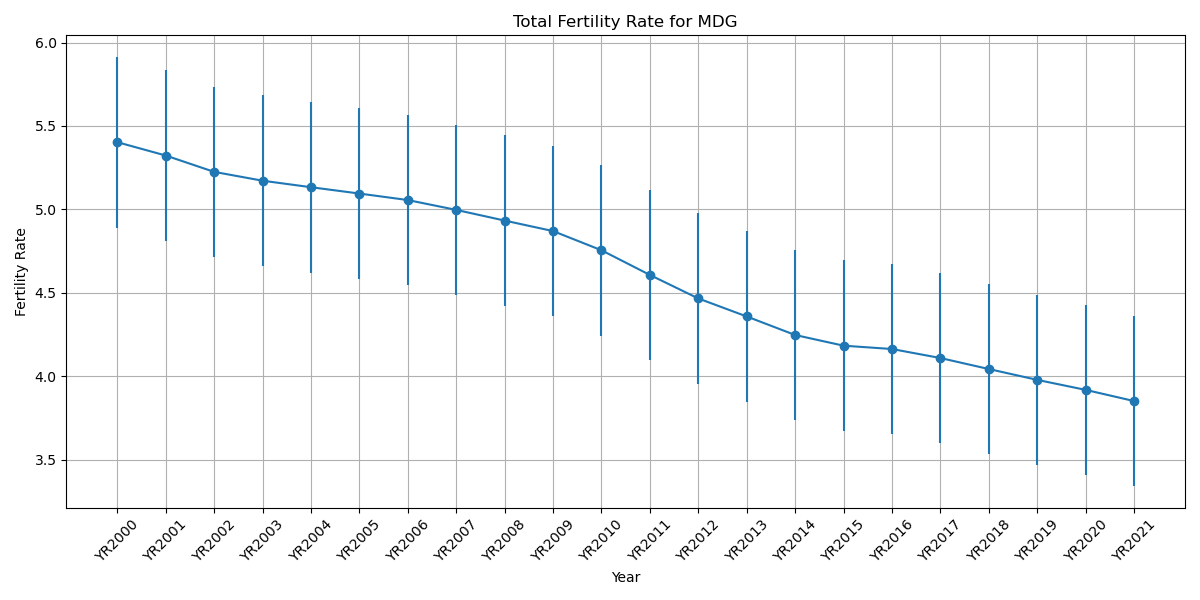 Total Fertility Rate for MDG
Fertility Rate
6.0
5.5
5.0
4.5
4.0
3.5
YR2000
YR2001
YR2002
YR2003
YR2004
YR2005
YR2006
YR2007
YR2008
YR2009
YR2010
YR2011
YR2012
YR2013
YR2014
YR2015
YR2016
YR2017
YR2018
YR2019
YR2020
YR2021
Year